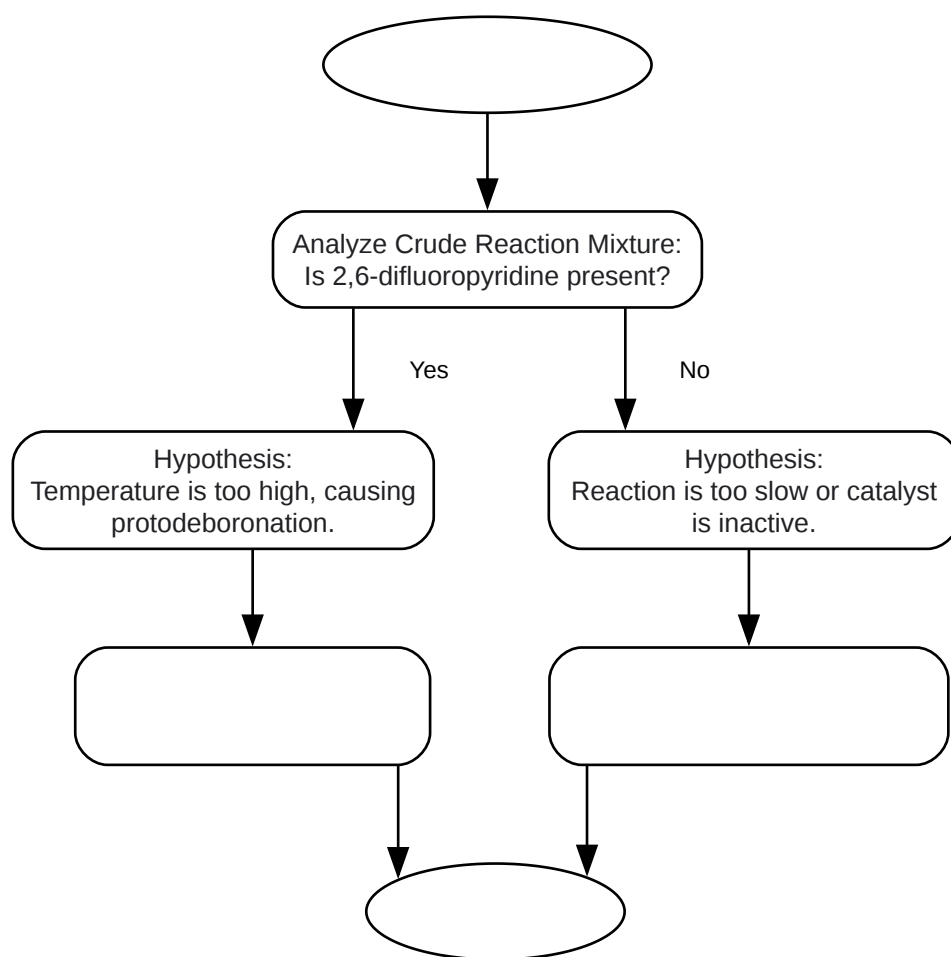 Analyze Crude Reaction Mixture:
Is 2,6-difluoropyridine present?
Yes
No
Hypothesis:
Temperature is too high, causing
protodeboronation.
Hypothesis:
Reaction is too slow or catalyst
is inactive.